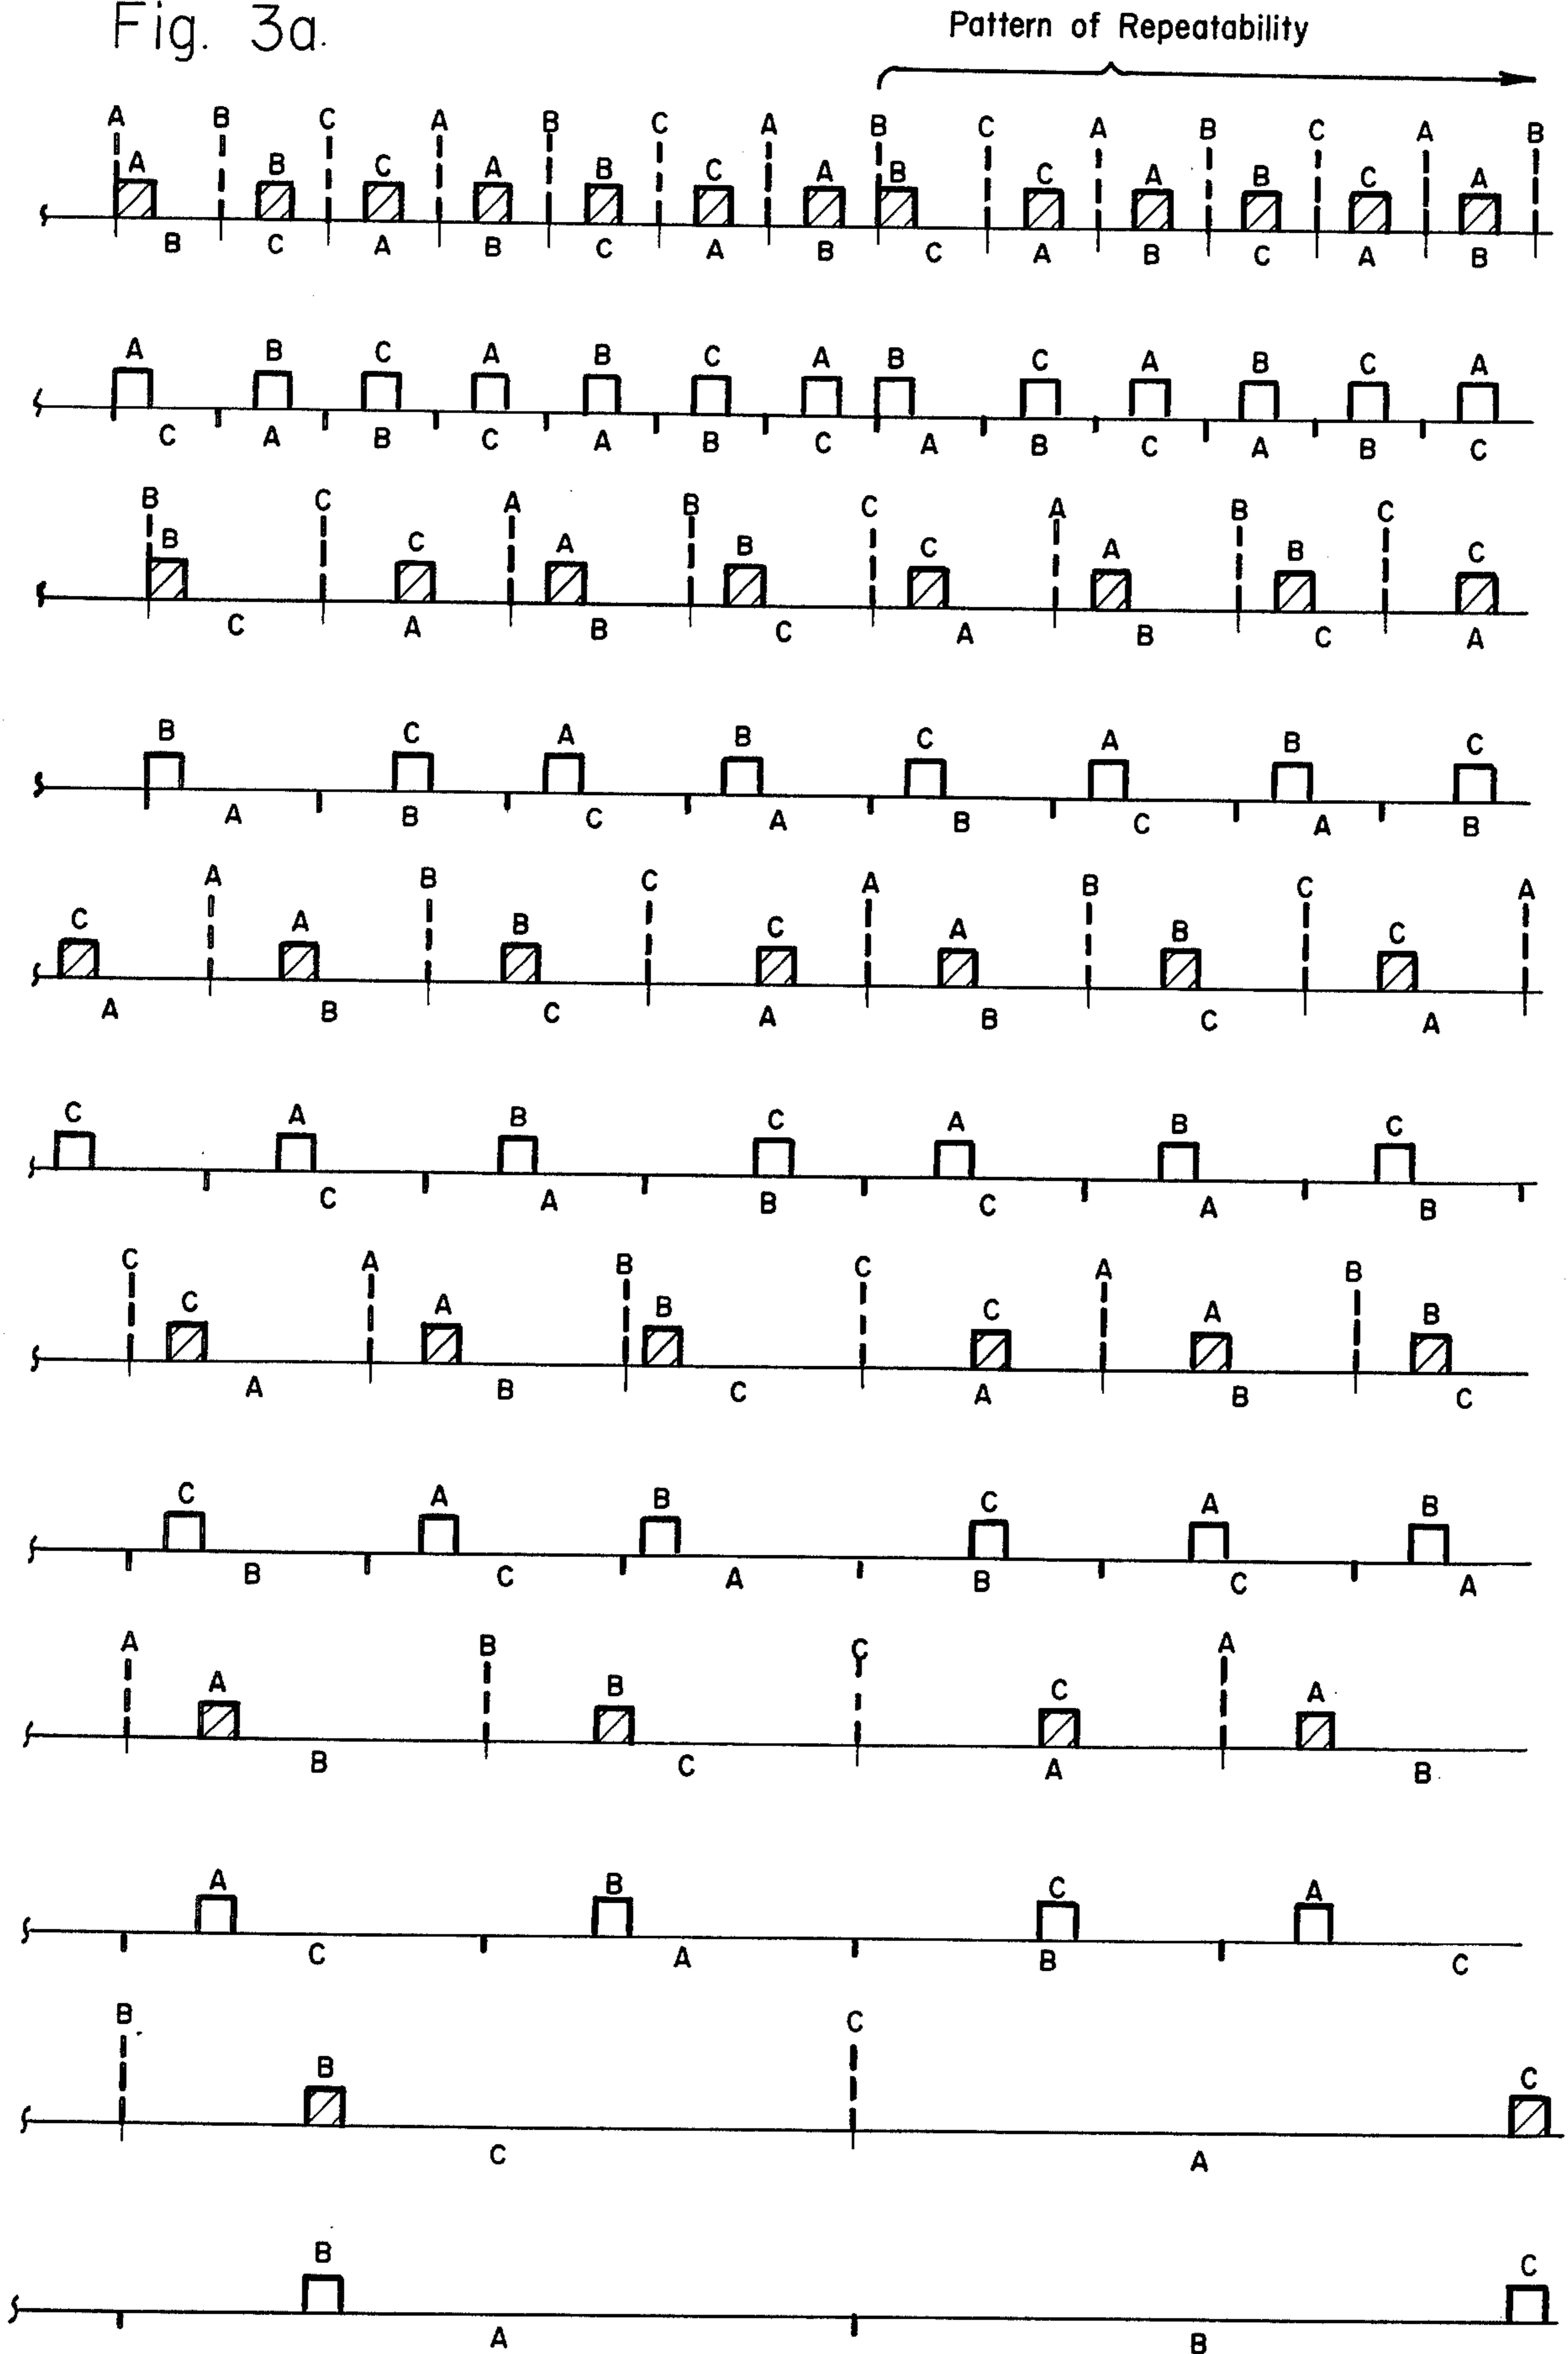 Fig. 3a.
Pattern of Repeatability
A B C A B C A B C A B C A B
A B C A B C A B C A B C A
B C A B C A B C A B C A B
A B C A B C A B C A B C A
C A B C A B C A B C A B C
B C A B C A B C
B C A B C A B C
C A B C A B C A
B C A B C A B C
A B C A B C A B
A B C A B C A
C A B C A B C
A B C A B C A
C A B C A B C
C A B C A B
C A B C A B
C A B C A B
A B C A B C
C A B C A B
B C A B C A
A B C A
A B C A
B C A B
A B C A
C A B C
B C
B C
C A
B C
A B